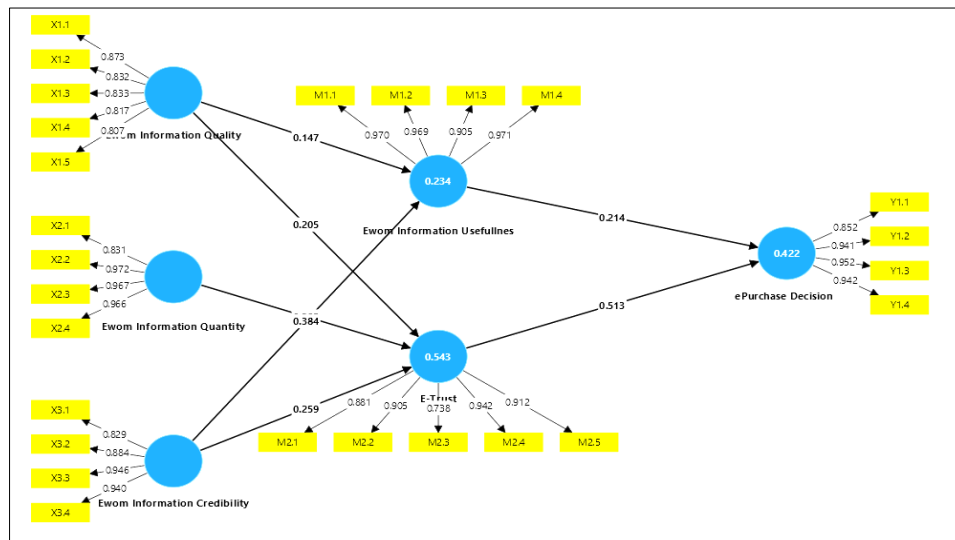 X1.1
X1.2
X1.3
X1.4
X1.5
0.873
0.832
0.833
0.817
0.807
Ewom Information Quality
X2.1
X2.2
X2.3
X2.4
0.831
0.972
0.967
0.966
Ewom Information Quantity
X3.1
X3.2
X3.3
X3.4
0.829
0.884
0.946
0.940
Ewom Information Credibility
0.147
0.205
0.384
0.259
M1.1
M1.2
M1.3
M1.4
0.970
0.969
0.905
0.971
0.234
Ewom Information Usefullnes
0.543
E-Trust
0.881
0.905
0.738
0.942
0.912
M2.1
M2.2
M2.3
M2.4
M2.5
0.214
0.513
0.422
ePurchase Decision
0.852
0.941
0.952
0.942
Y1.1
Y1.2
Y1.3
Y1.4